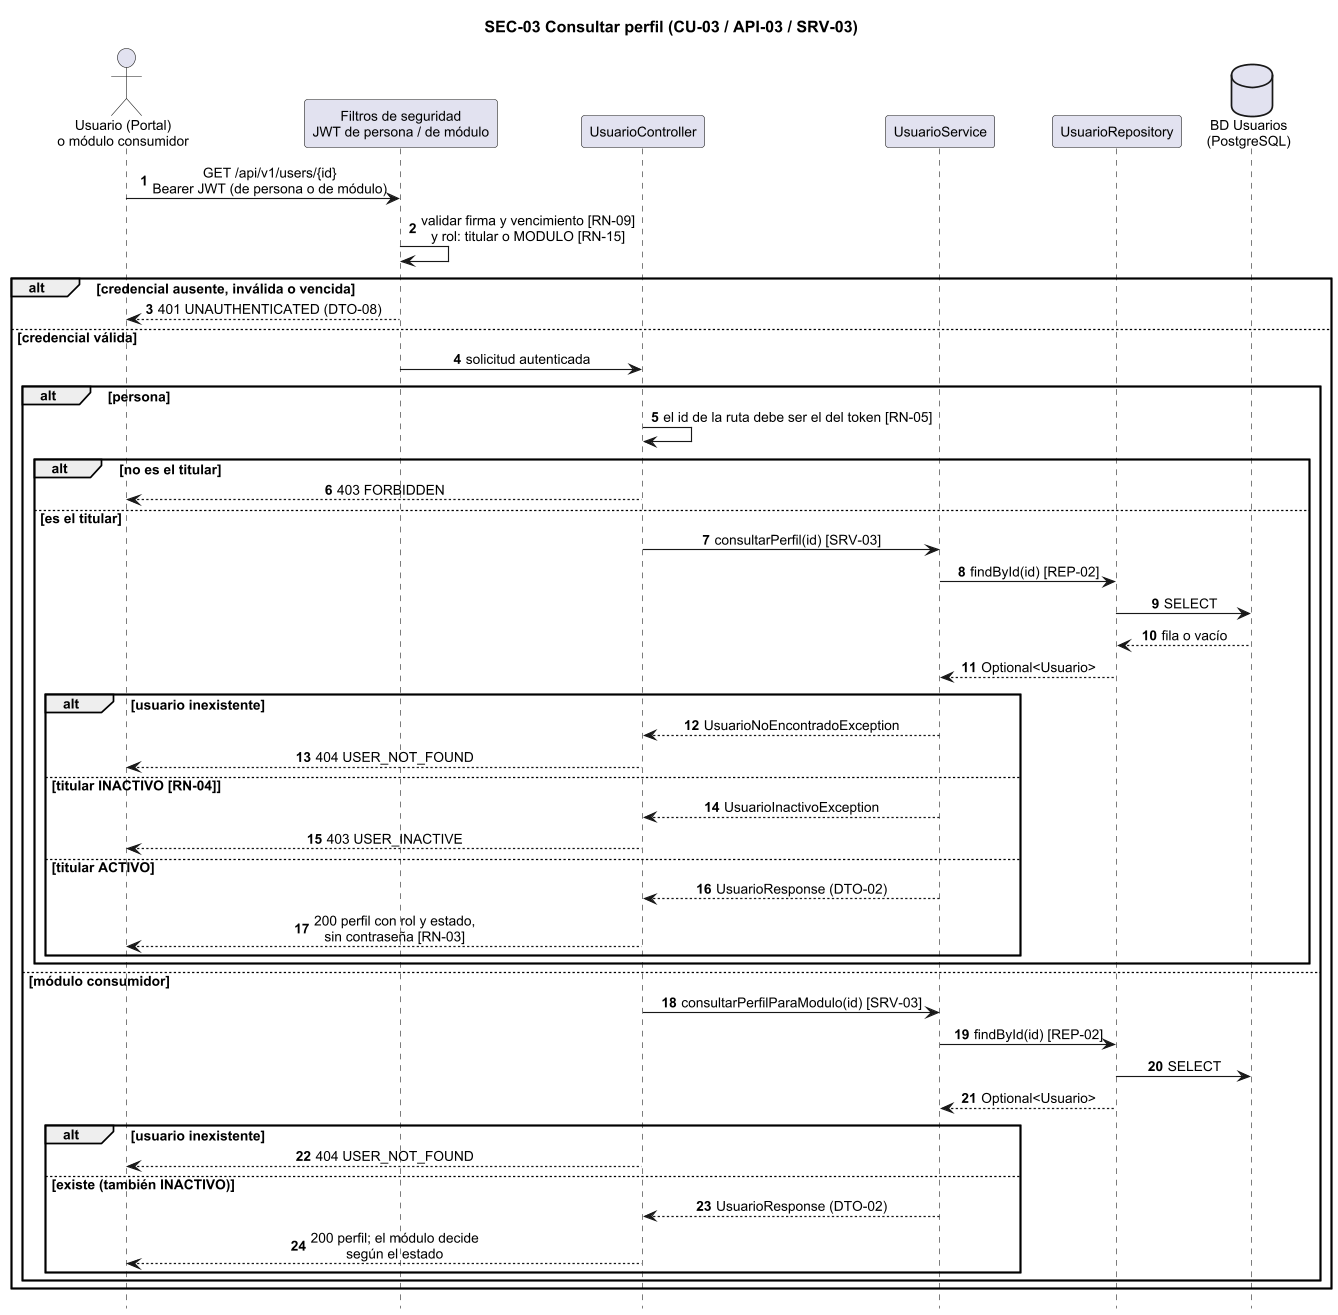 SEC-03 Consultar perfil (CU-03 / API-03 / SRV-03)
Usuario (Portal)
o módulo consumidor
Filtros de seguridad
JWT de persona / de módulo
UsuarioController
UsuarioService
UsuarioRepository
BD Usuarios
(PostgreSQL)
1 GET /api/v1/users/{id}
Bearer JWT (de persona o de módulo)
2 validar firma y vencimiento [RN-09]
y rol: titular o MODULO [RN-15]
alt [credencial ausente, inválida o vencida]
3 401 UNAUTHENTICATED (DTO-08)
[credencial válida]
4 solicitud autenticada
alt [persona]
5 el id de la ruta debe ser el del token [RN-05]
alt [no es el titular]
6 403 FORBIDDEN
[es el titular]
7 consultarPerfil(id) [SRV-03]
8 findById(id) [REP-02]
9 SELECT
10 fila o vacío
11 Optional<Usuario>
alt [usuario inexistente]
12 UsuarioNoEncontradoException
13 404 USER_NOT_FOUND
[titular INACTIVO [RN-04]]
14 UsuarioInactivoException
15 403 USER_INACTIVE
[titular ACTIVO]
16 UsuarioResponse (DTO-02)
17 200 perfil con rol y estado,
sin contraseña [RN-03]
[módulo consumidor]
18 consultarPerfilParaModulo(id) [SRV-03]
19 findById(id) [REP-02]
20 SELECT
21 Optional<Usuario>
alt [usuario inexistente]
22 404 USER_NOT_FOUND
[existe (también INACTIVO)]
23 UsuarioResponse (DTO-02)
24 200 perfil; el módulo decide
según el estado